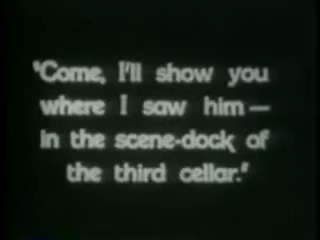 "Come, I'll show you
where I saw him—
in the scene-dock of
the third cellar."